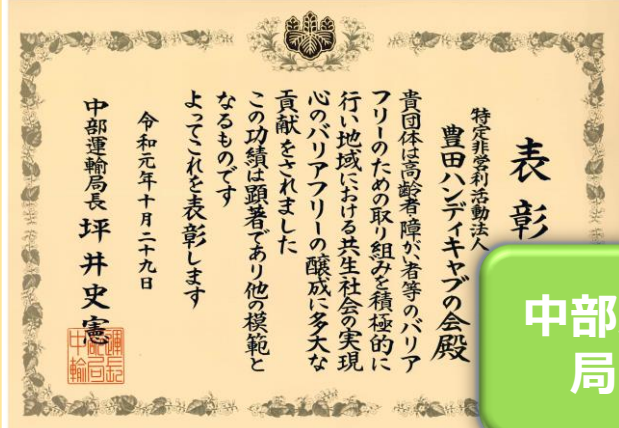 表彰
特定非営利活動法人
豊田ハンディキャブの会殿
貴団体は高齢者障がい者等のバリア
フリーのための取り組みを積極的に
行い地域における共生社会の実現
心のバリアフリーの醸成に多大な
貢献をされました
この功績は顕著であり他の模範と
なるものです
よってこれを表彰します
令和元年十月二十九日
中部運輸局長 坪井史憲
中部
局